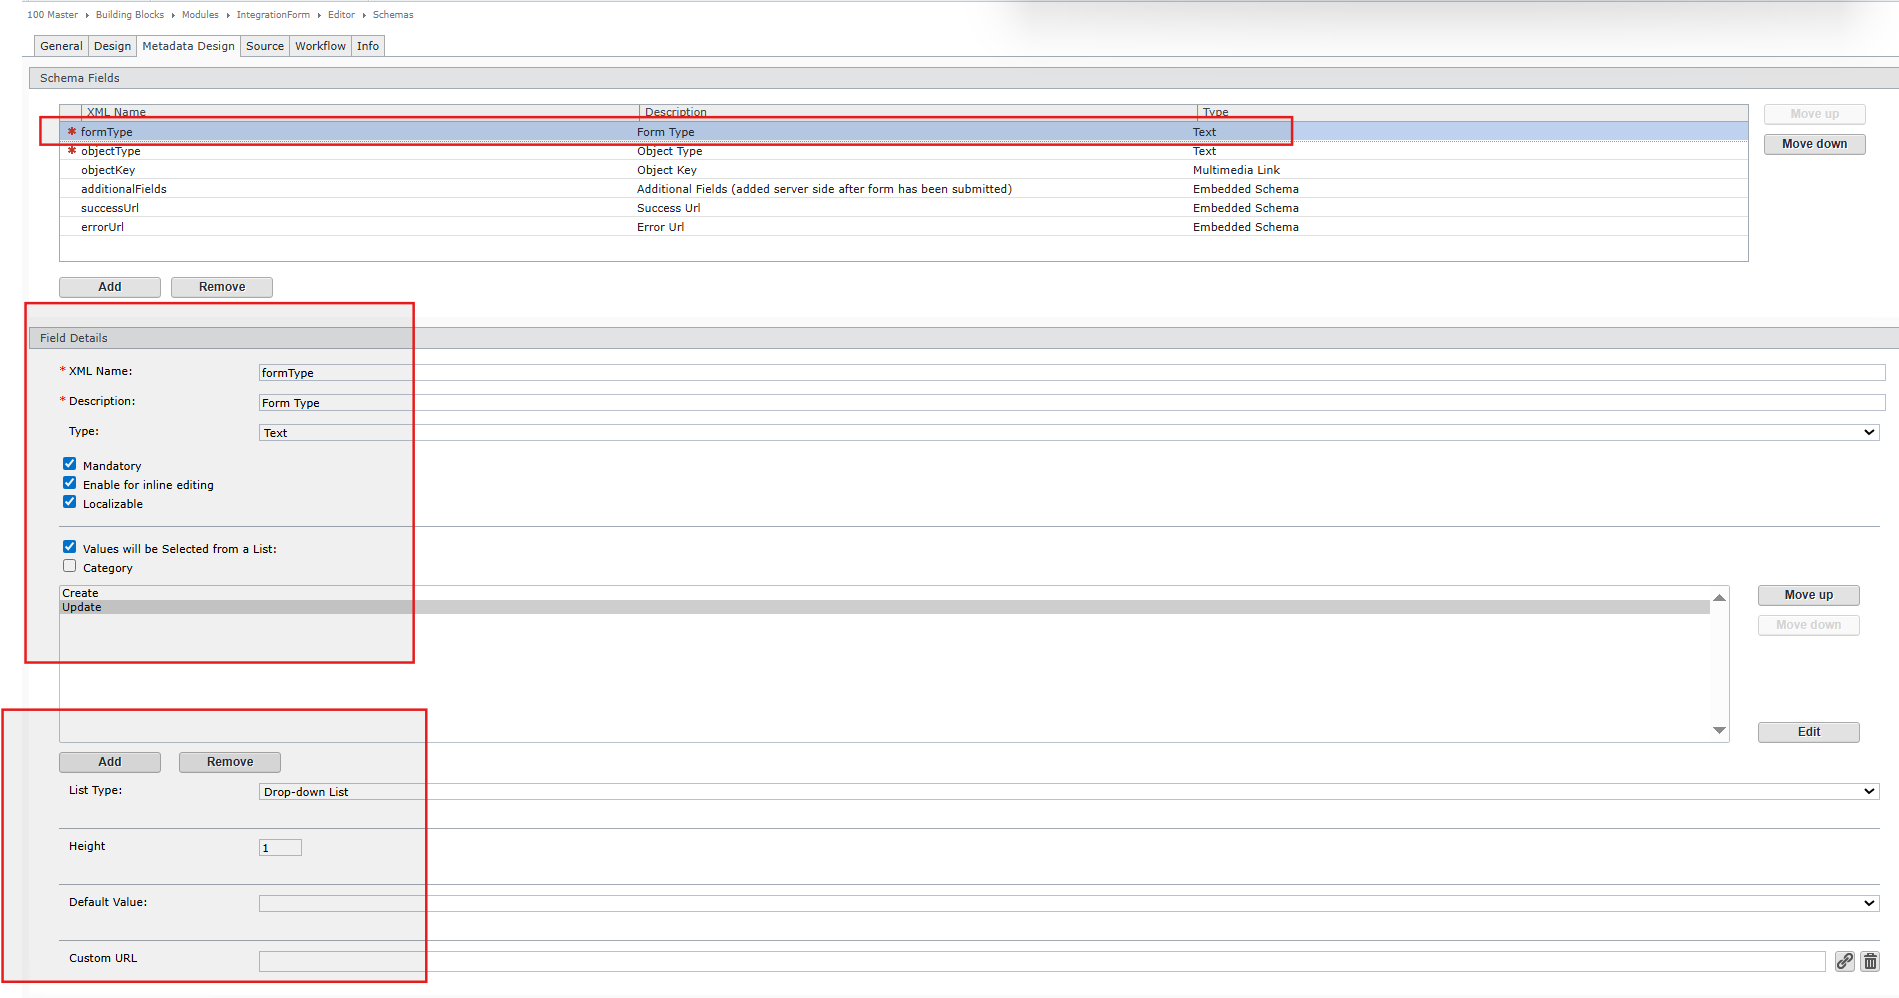 100 Master › Building Blocks › Modules › IntegrationForm › Editor › Schemas
General Design Metadata Design Source Workflow Info
Schema Fields
XML Name Description Type
* formType Form Type Text
* objectType Object Type Text
objectKey Object Key Multimedia Link
additionalFields Additional Fields (added server side after form has been submitted) Embedded Schema
successUrl Success Url Embedded Schema
errorUrl Error Url Embedded Schema
Move up
Move down
Add Remove
Field Details
* XML Name: formType
* Description: Form Type
Type: Text
Mandatory
Enable for inline editing
Localizable
Values will be Selected from a List:
Category
Create
Update
Move up
Move down
Edit
Add Remove
List Type: Drop-down List
Height 1
Default Value:
Custom URL